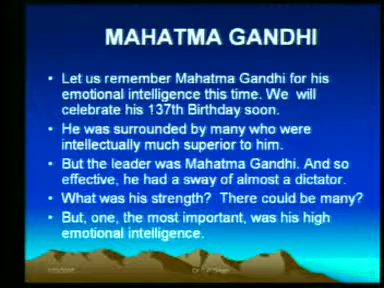 MAHATMA GANDHI
• Let us remember Mahatma Gandhi for his
emotional intelligence this time. We will
celebrate his 137th Birthday soon.
• He was surrounded by many who were
intellectually much superior to him.
• But the leader was Mahatma Gandhi. And so
effective, he had a sway of almost a dictator.
• What was his strength? There could be many?
• But, one, the most important, was his high
emotional intelligence.